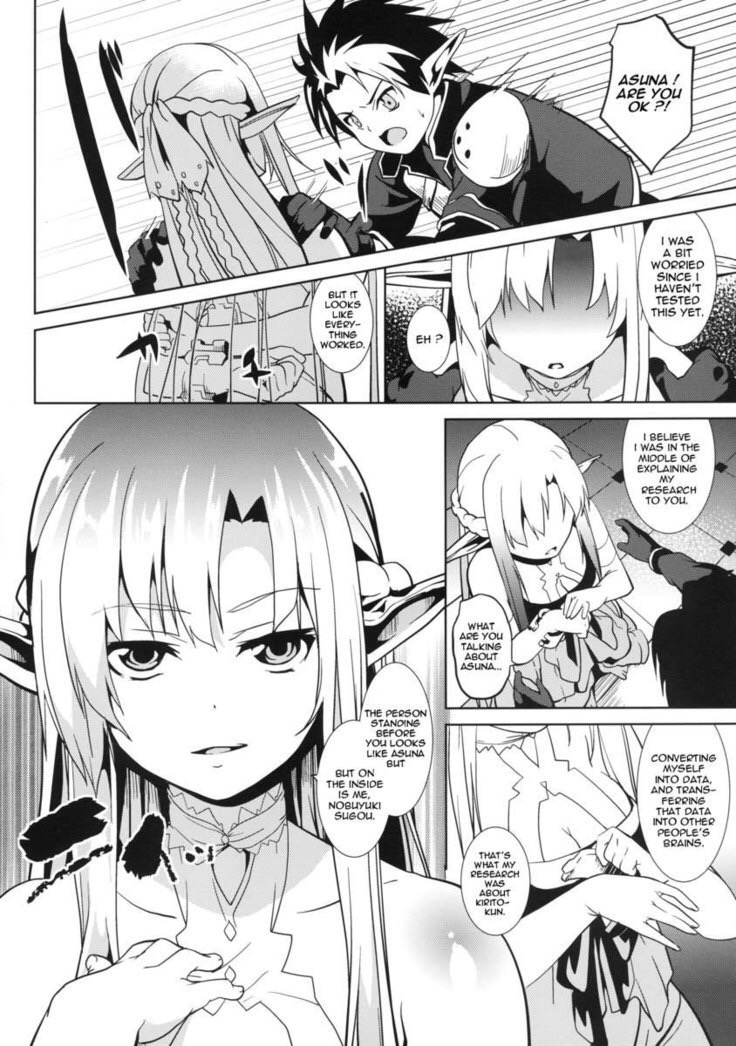 ASUNA !
ARE YOU
OK ?!
I WAS
A BIT
WORRIED
SINCE I
HAVEN'T
TESTED
THIS YET.
EH ?
BUT IT
LOOKS
LIKE
EVERY-
THING
WORKED.
I BELIEVE
I WAS IN THE
MIDDLE OF
EXPLAINING
MY
RESEARCH
TO YOU.
WHAT
ARE YOU
TALKING
ABOUT
ASUNA...
CONVERTING
MYSELF
INTO DATA,
AND TRANS-
FERRING
THAT DATA
INTO OTHER
PEOPLE'S
BRAINS.
THAT'S
WHAT MY
RESEARCH
WAS
ABOUT
KIRITO-
KUN.
THE PERSON
STANDING
BEFORE
YOU LOOKS
LIKE ASUNA
BUT
BUT ON
THE INSIDE
IS ME,
NOBUYUKI
SUGOU.